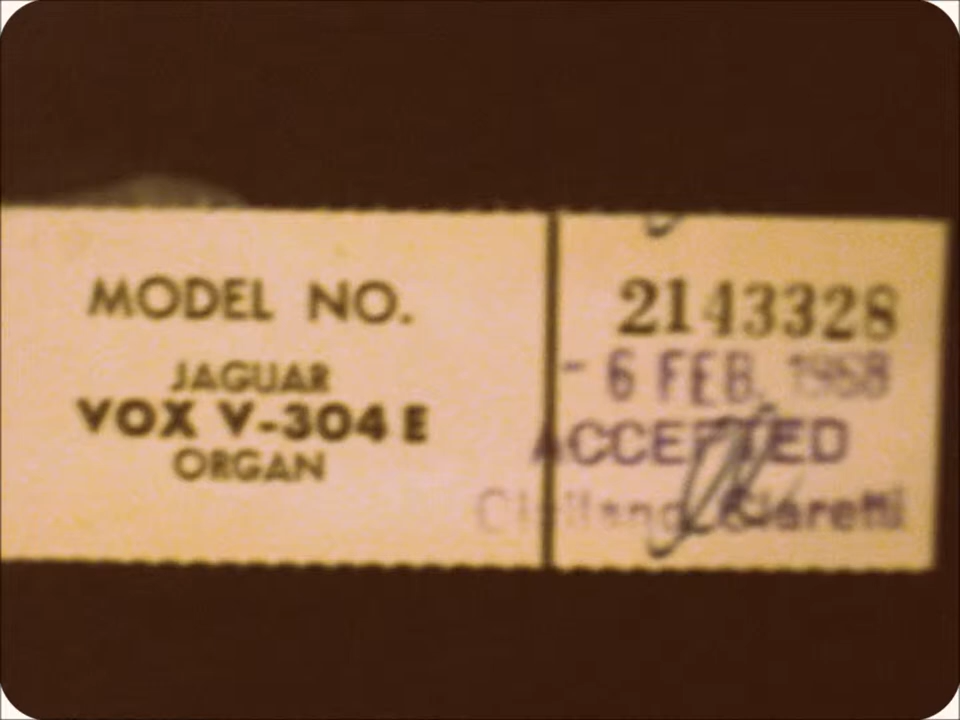 MODEL NO.
JAGUAR
VOX V-304 E
ORGAN
2143328
- 6 FEB. 1968
ACCEPTED